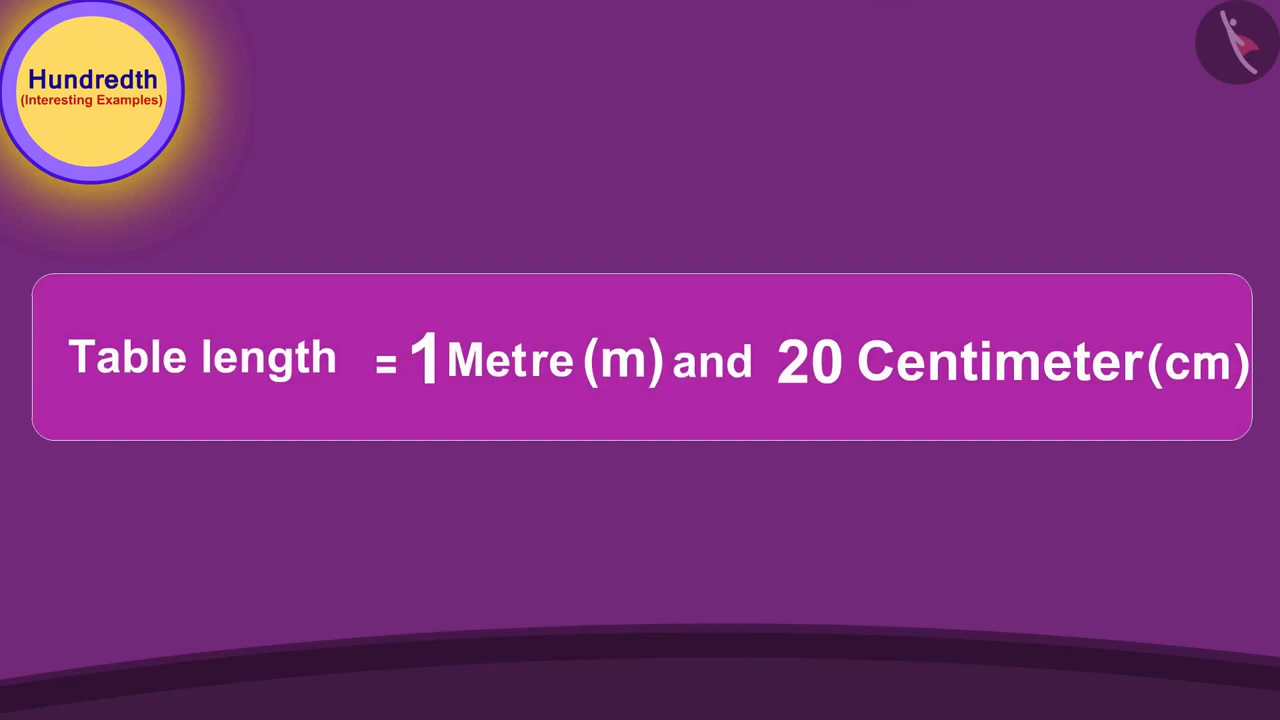 Hundredth
(Interesting Examples)
Table length = 1 Metre (m) and 20 Centimeter (cm)